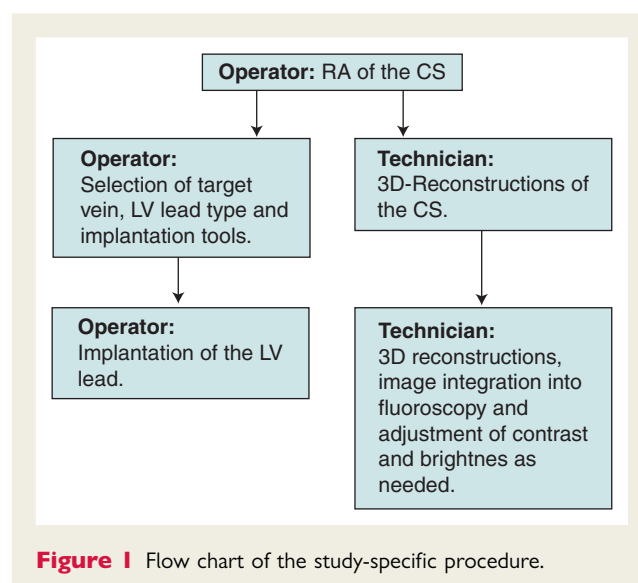 Operator: RA of the CS
Operator:
Selection of target
vein, LV lead type and
implantation tools.
Technician:
3D-Reconstructions of
the CS.
Operator:
Implantation of the LV
lead.
Technician:
3D reconstructions,
image integration into
fluoroscopy and
adjustment of contrast
and brightnes as
needed.
Figure 1 Flow chart of the study-specific procedure.